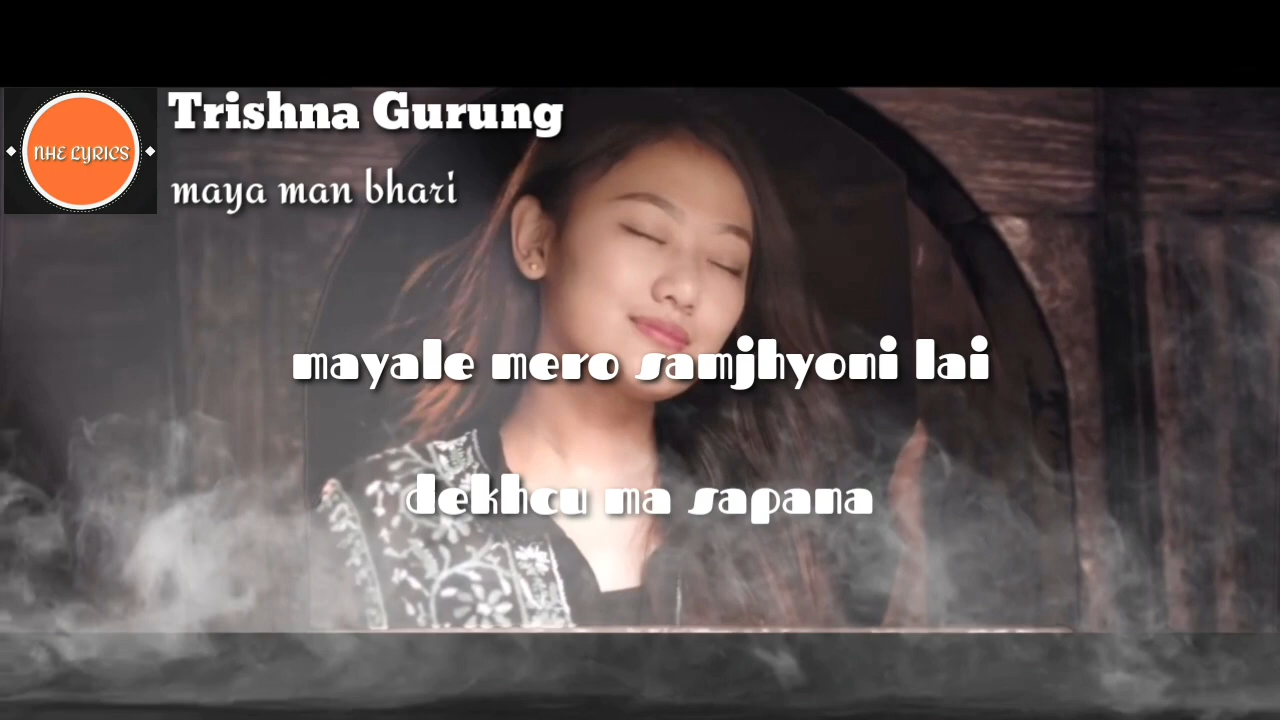 Trishna Gurung
NHE LYRICS
maya man bhari
mayale mero samjhyoni lai
dekhcu ma sapana